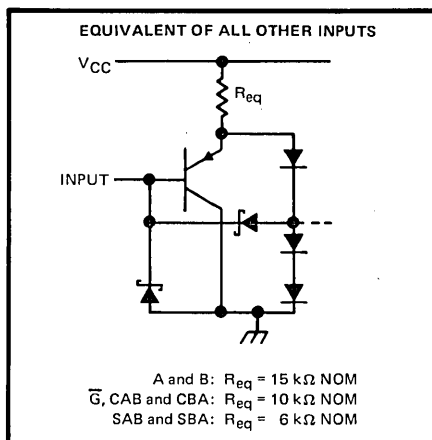 EQUIVALENT OF ALL OTHER INPUTS
VCC
Req
INPUT
A and B: Req = 15 kΩ NOM
G̅, CAB and CBA: Req = 10 kΩ NOM
SAB and SBA: Req = 6 kΩ NOM